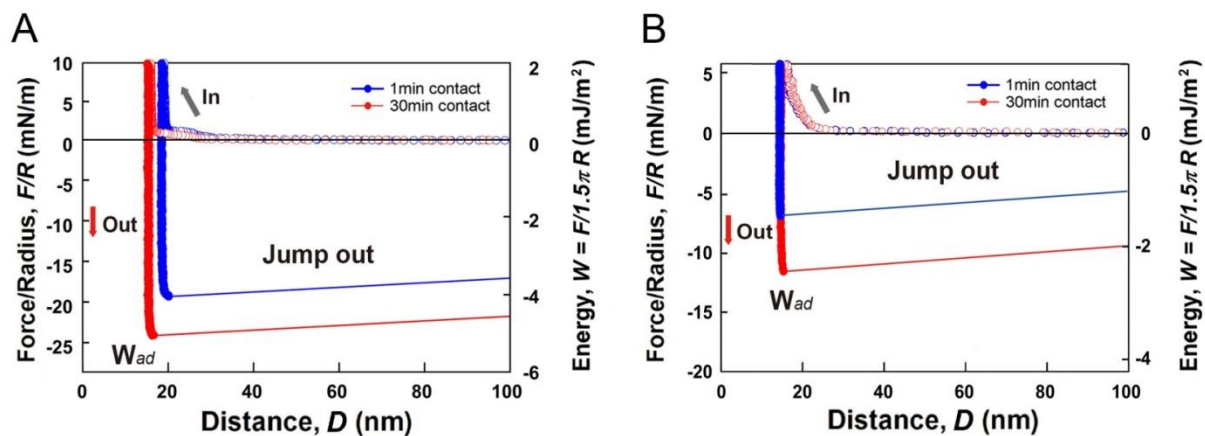 A
Force/Radius, F/R (mN/m)
10
5
0
-5
-10
-15
-20
-25
In
1min contact
30min contact
Out
Jump out
Wad
0
20
40
60
80
100
Distance, D (nm)
2
0
-2
-4
-6
Energy, W = F/1.5π R (mJ/m²)
B
Force/Radius, F/R (mN/m)
5
0
-5
-10
-15
-20
In
1min contact
30min contact
Out
Jump out
Wad
0
20
40
60
80
100
Distance, D (nm)
0
-2
-4
Energy, W = F/1.5π R (mJ/m²)